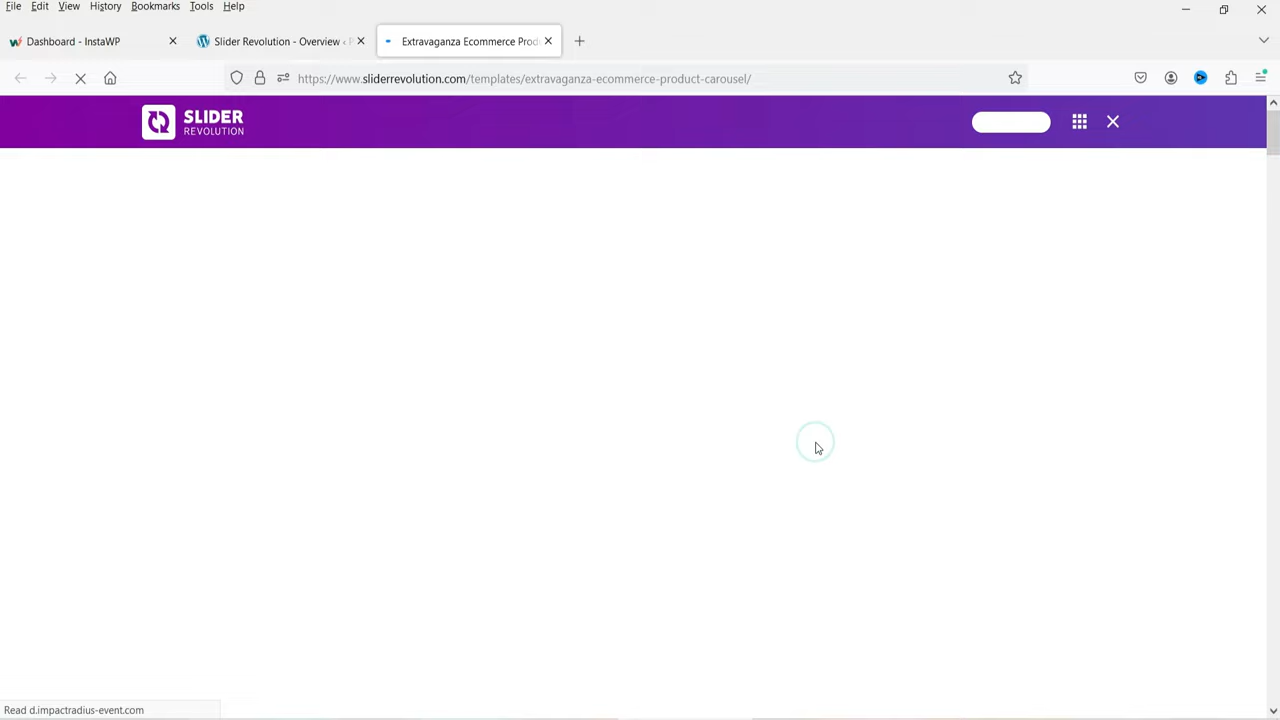 File Edit View History Bookmarks Tools Help
Dashboard - InstaWP
Slider Revolution - Overview ‹ P
Extravaganza Ecommerce Prod
https://www.sliderrevolution.com/templates/extravaganza-ecommerce-product-carousel/
SLIDER
REVOLUTION
Read d.impactradius-event.com